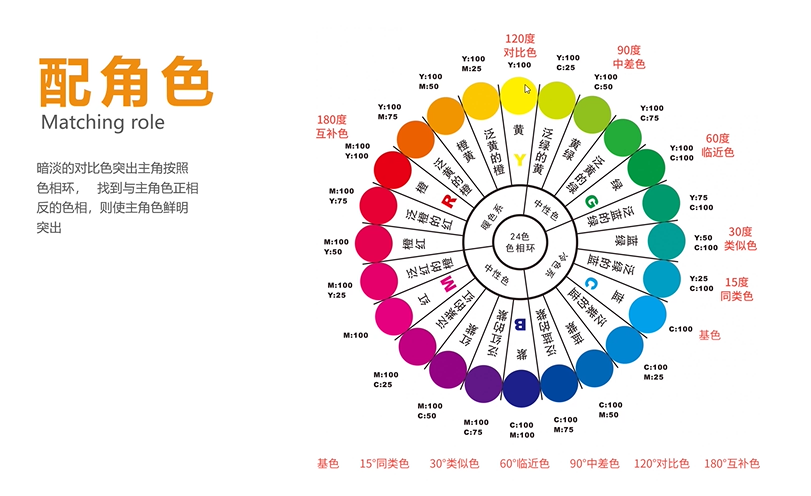 配角色
Matching role
暗淡的对比色突出主角按照
色相环， 找到与主角色正相
反的色相，则使主角色鲜明
突出
120度
对比色
Y:100
Y:100
C:25
90度
中差色
Y:100
C:50
Y:100
C:75
60度
临近色
Y:100
C:100
Y:75
C:100
30度
类似色
Y:50
C:100
Y:25
C:100
15度
同类色
C:100
基色
C:100
M:25
C:100
M:50
C:100
M:75
C:100
M:100
M:100
C:75
M:100
C:50
M:100
C:25
M:100
M:100
Y:25
M:100
Y:50
M:100
Y:75
M:100
Y:100
180度
互补色
Y:100
M:75
Y:100
M:50
Y:100
M:25
黄
泛绿的黄
黄绿
泛黄的绿
绿
泛蓝的绿
蓝绿
泛绿的蓝
蓝
泛紫的蓝
蓝紫
泛蓝的紫
紫
泛红的紫
红紫
泛紫的红
红
泛红的橙
橙红
泛橙的红
橙
泛黄的橙
橙黄
泛黄的橙
Y
G
C
B
M
R
暖色系
中性色
冷色系
中性色
24色
色相环
基色 15°同类色 30°类似色 60°临近色 90°中差色 120°对比色 180°互补色